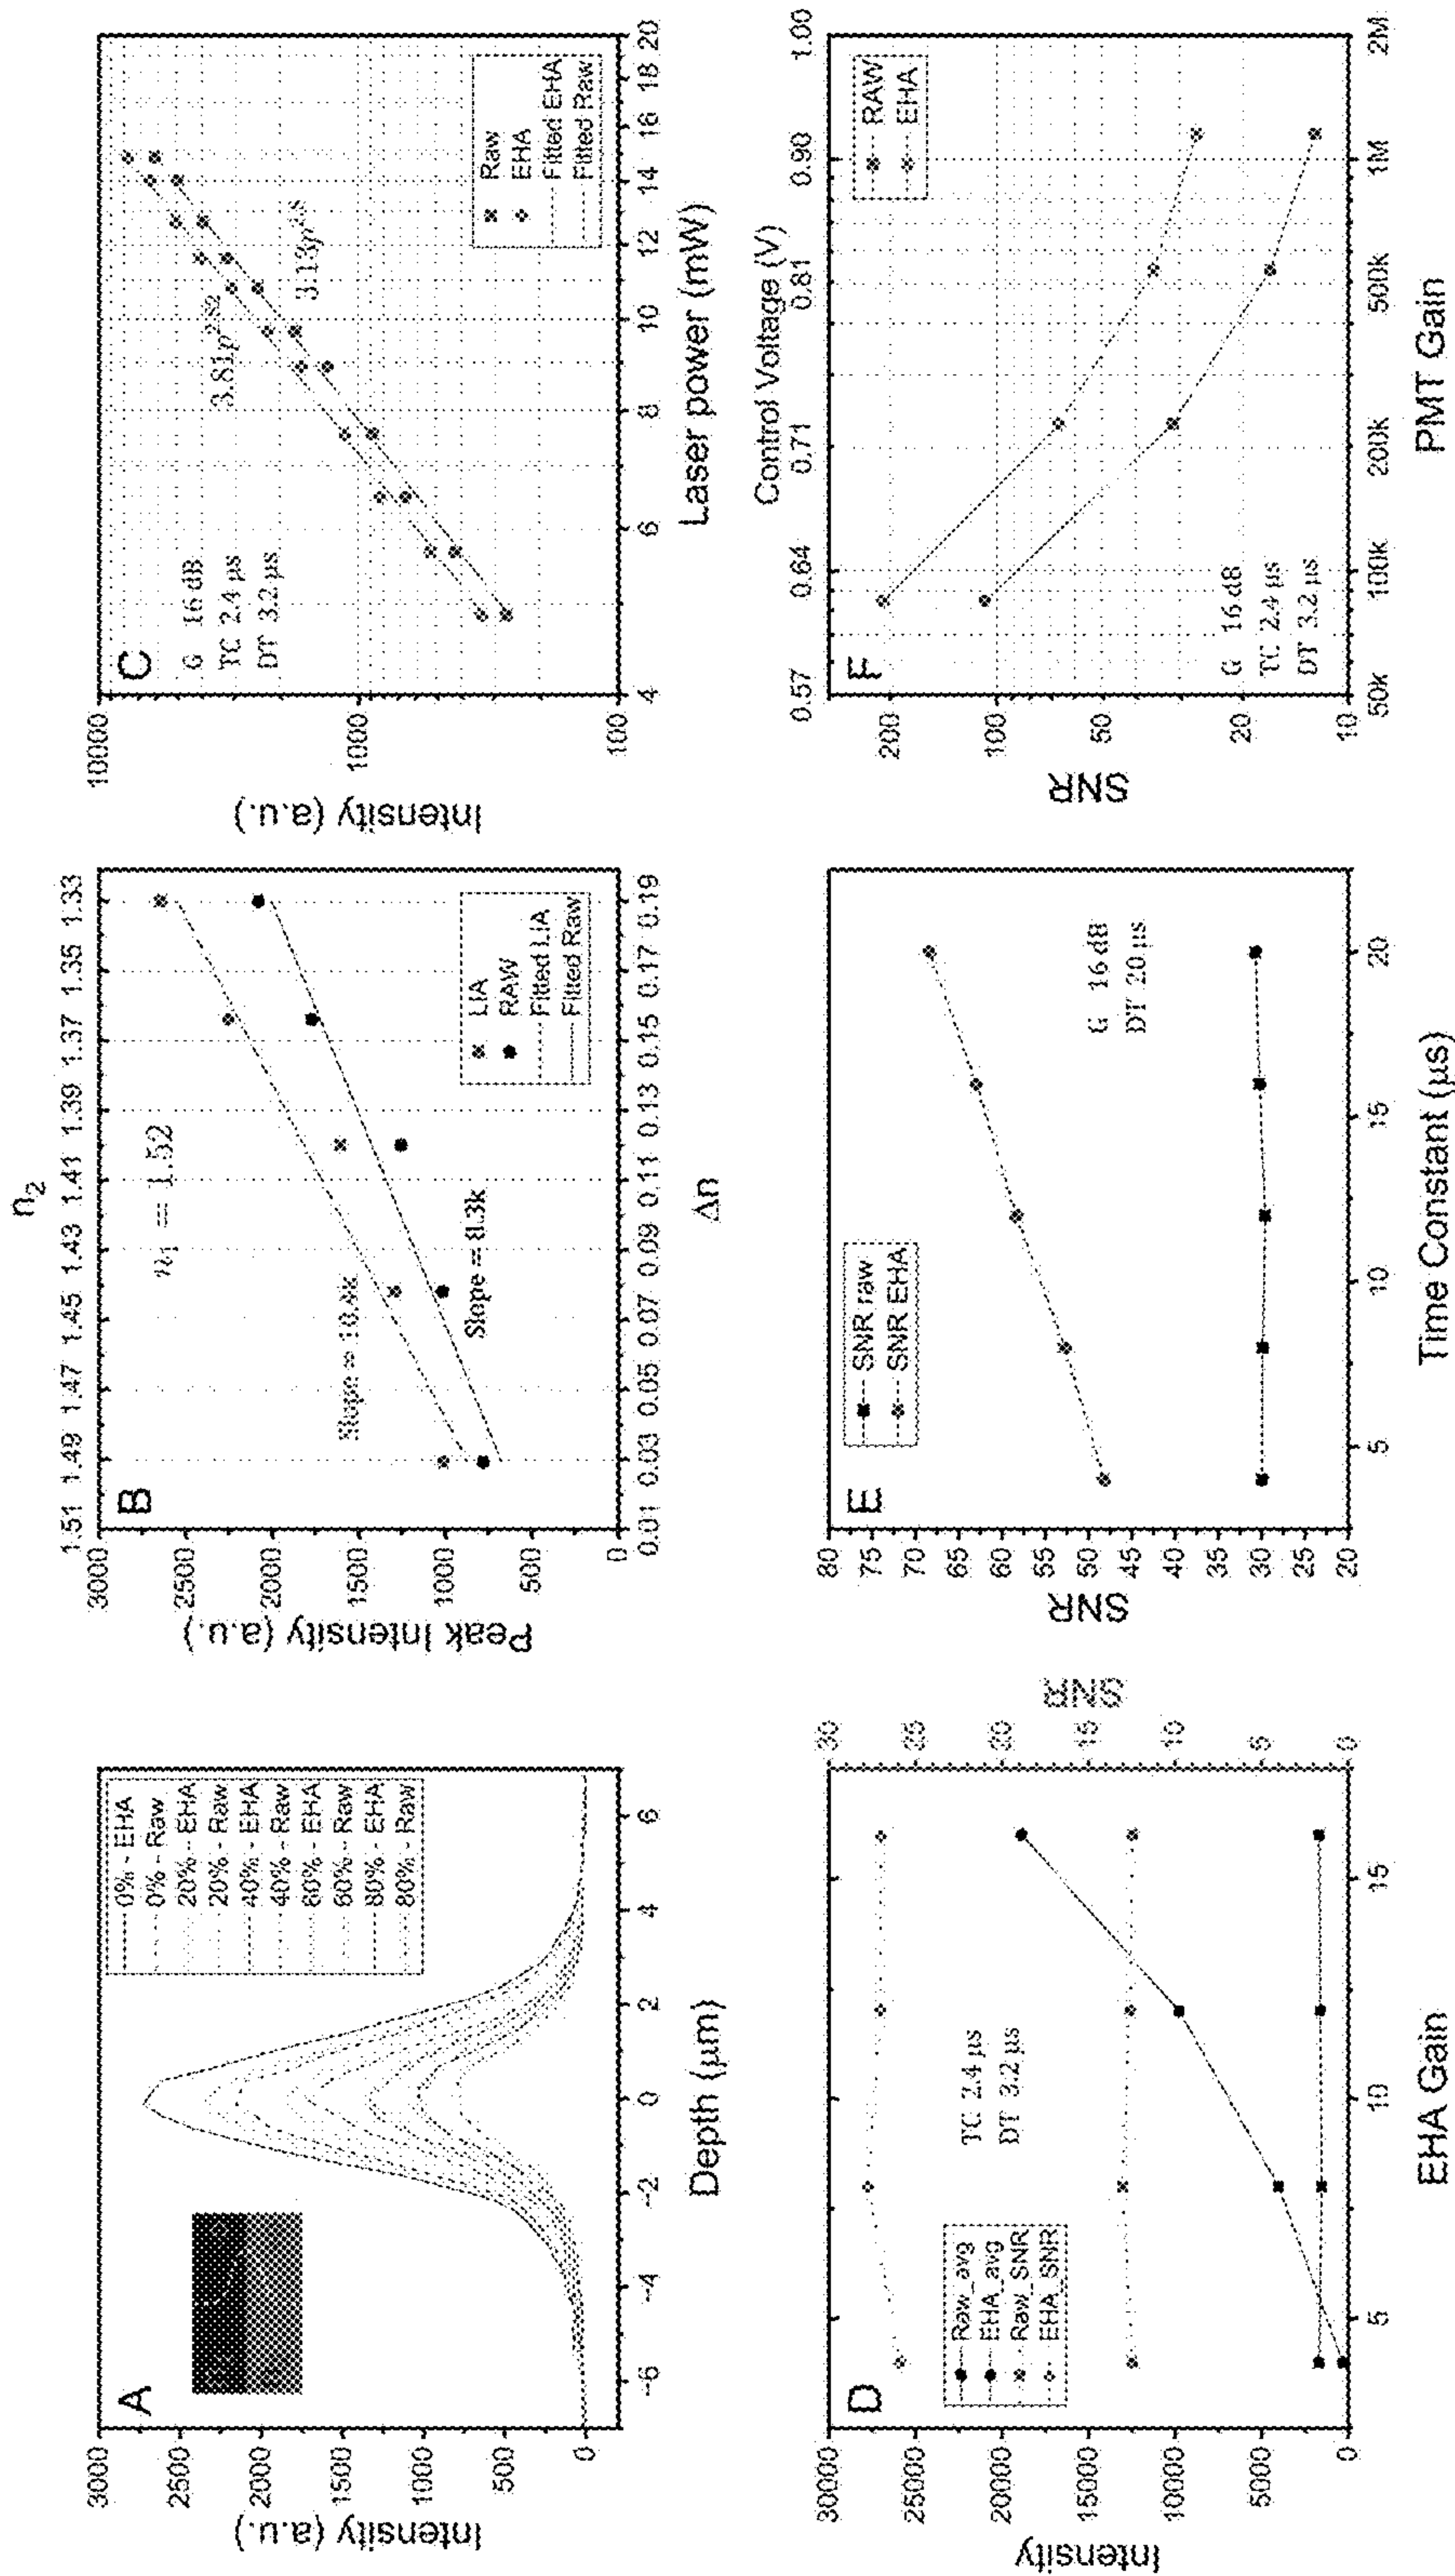 A
Intensity (a.u.)
3000
2500
2000
1500
1000
500
0
-6
-4
-2
0
2
4
6
Depth (μm)
0% - EHA
0% - Raw
20% - EHA
20% - Raw
40% - EHA
40% - Raw
60% - EHA
60% - Raw
80% - EHA
80% - Raw
B
n2
1.51 1.49 1.47 1.45 1.43 1.41 1.39 1.37 1.35 1.33
Peak Intensity (a.u.)
3000
2500
2000
1500
1000
500
0
n1 = 1.52
Slope = 10.4k
Slope = 8.3k
LIA
RAW
Fitted LIA
Fitted Raw
0.01 0.03 0.05 0.07 0.09 0.11 0.13 0.15 0.17 0.19
Δn
C
Intensity (a.u.)
10000
1000
100
G 16 dB
TC 2.4 μs
DT 3.2 μs
Raw
EHA
Fitted EHA
Fitted Raw
4 6 8 10 12 14 16 18 20
Laser power (mW)
D
Intensity
30000
25000
20000
15000
10000
5000
0
Raw_avg
EHA_avg
Raw_SNR
EHA_SNR
TC 2.4 μs
DT 3.2 μs
30
25
20
15
10
5
0
SNR
5 10 15
EHA Gain
E
SNR
80
75
70
65
60
55
50
45
40
35
30
25
20
SNR raw
SNR EHA
G 16 dB
DT 20 μs
5 10 15 20
Time Constant (μs)
F
Control Voltage (V)
0.57 0.64 0.71 0.81 0.90 1.00
SNR
200
100
50
20
10
G 16 dB
TC 2.4 μs
DT 3.2 μs
RAW
EHA
50k 100k 200k 500k 1M 2M
PMT Gain